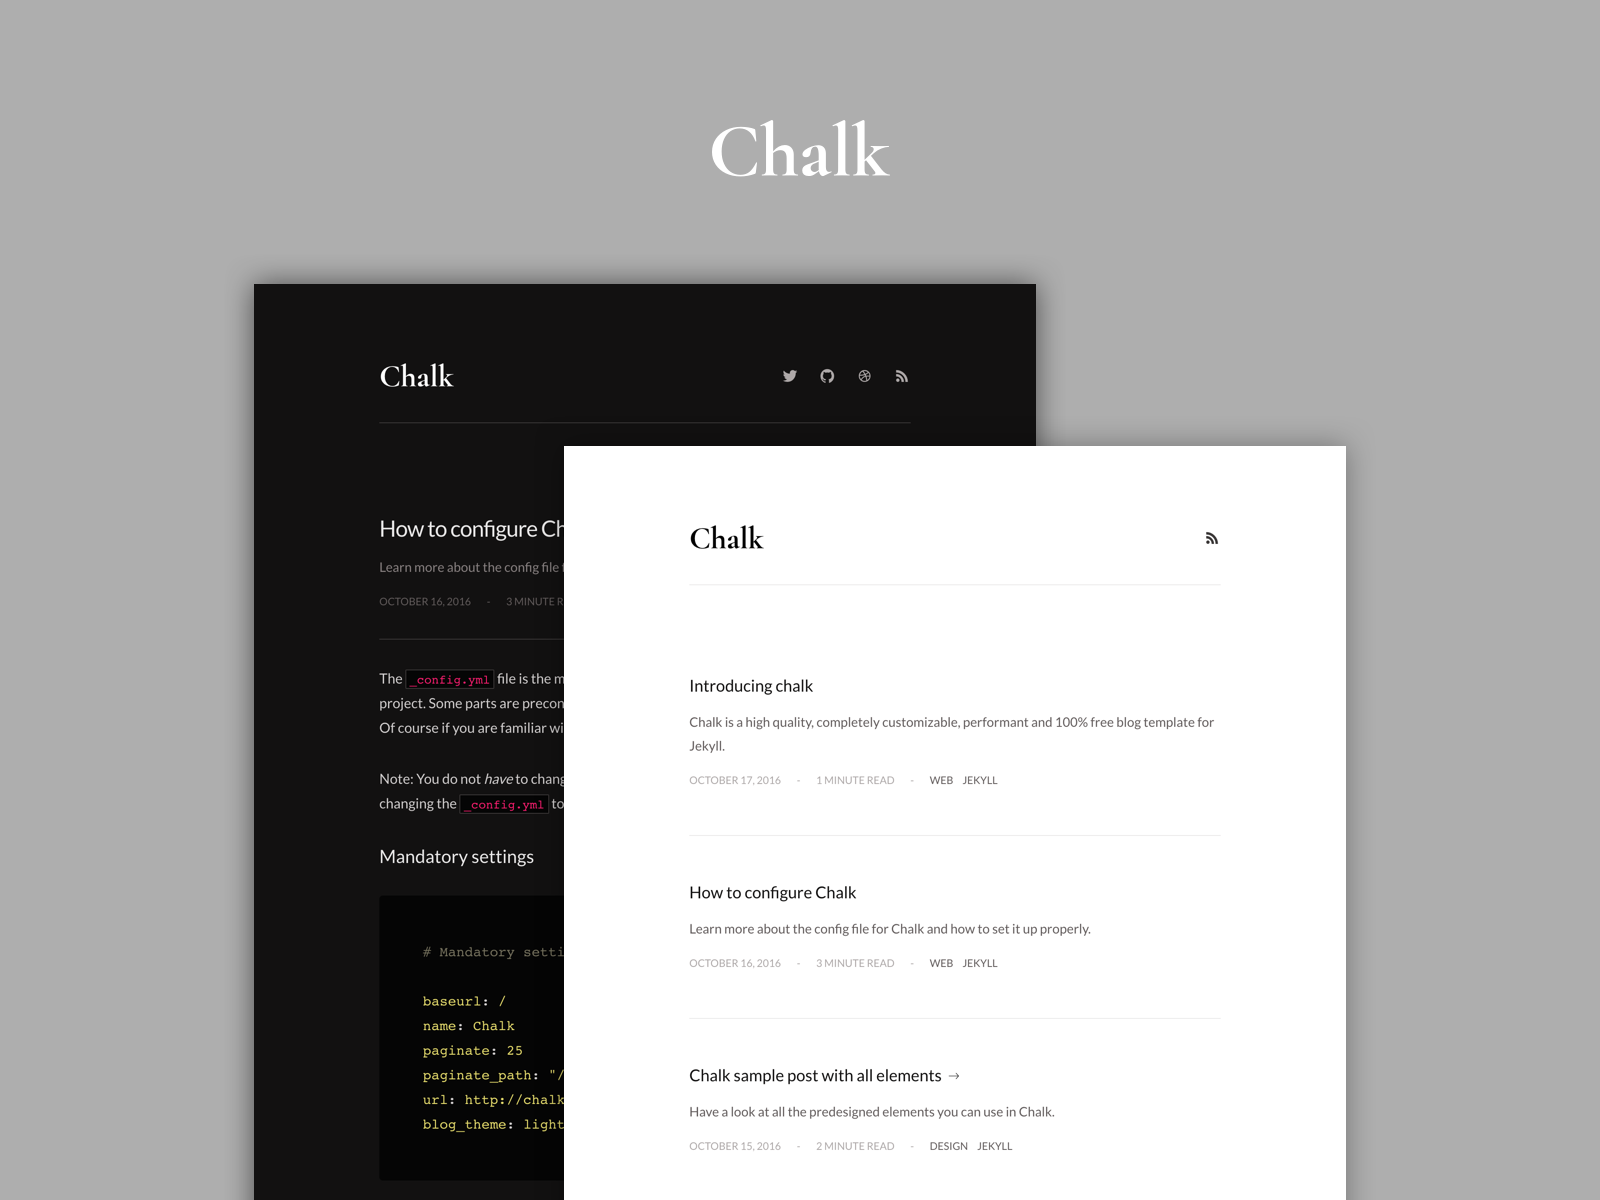 Chalk
Chalk
How to configure
Learn more about the config file
OCTOBER 16, 2016 - 3 MINUTE
The _config.yml file is the
project. Some parts are
Of course if you are familiar
Note: You do not have to
changing the _config.yml to
Mandatory settings
# Mandatory
baseurl: /
name: Chalk
paginate: 25
paginate_path: "/
url: http://chalk
blog_theme: light
Chalk
Introducing chalk
Chalk is a high quality, completely customizable, performant and 100% free blog template for
Jekyll.
OCTOBER 17, 2016 - 1 MINUTE READ - WEB JEKYLL
How to configure Chalk
Learn more about the config file for Chalk and how to set it up properly.
OCTOBER 16, 2016 - 3 MINUTE READ - WEB JEKYLL
Chalk sample post with all elements →
Have a look at all the predesigned elements you can use in Chalk.
OCTOBER 15, 2016 - 2 MINUTE READ - DESIGN JEKYLL